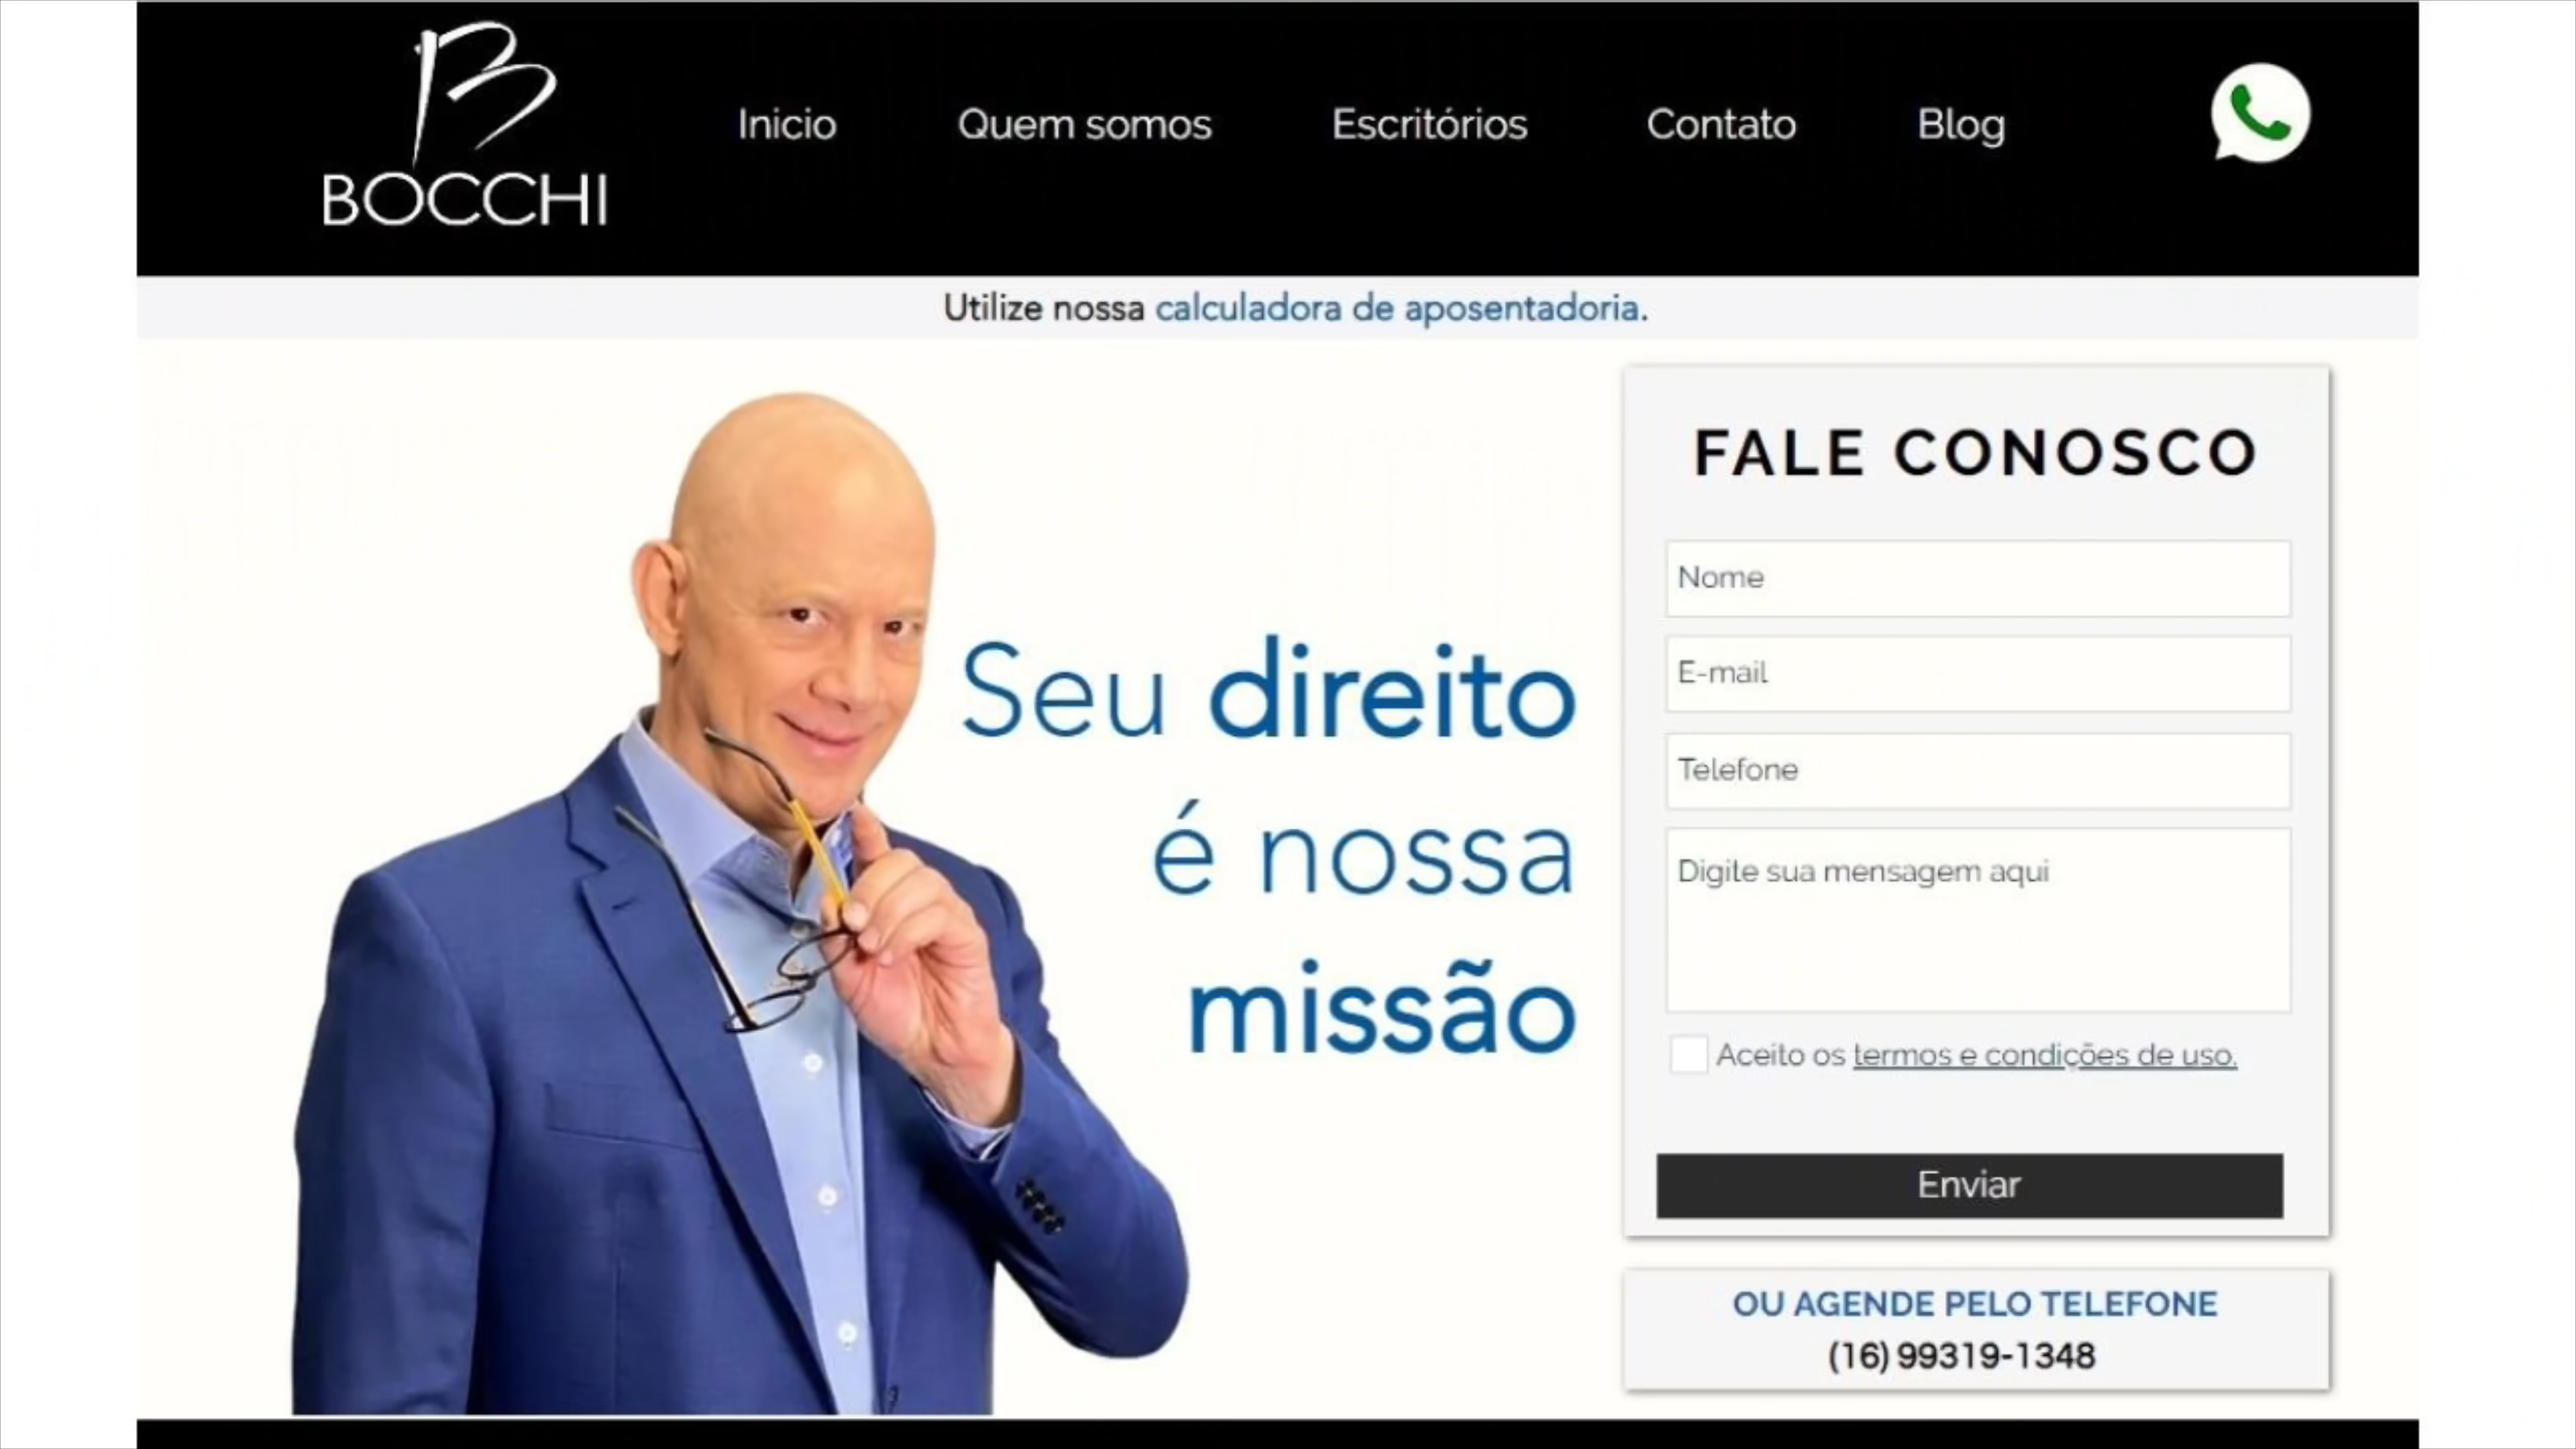 B
BOCCHI
Inicio
Quem somos
Escritórios
Contato
Blog
Utilize nossa calculadora de aposentadoria.
Seu direito
é nossa
missão
FALE CONOSCO
Nome
E-mail
Telefone
Digite sua mensagem aqui
Aceito os termos e condições de uso.
Enviar
OU AGENDE PELO TELEFONE
(16) 99319-1348